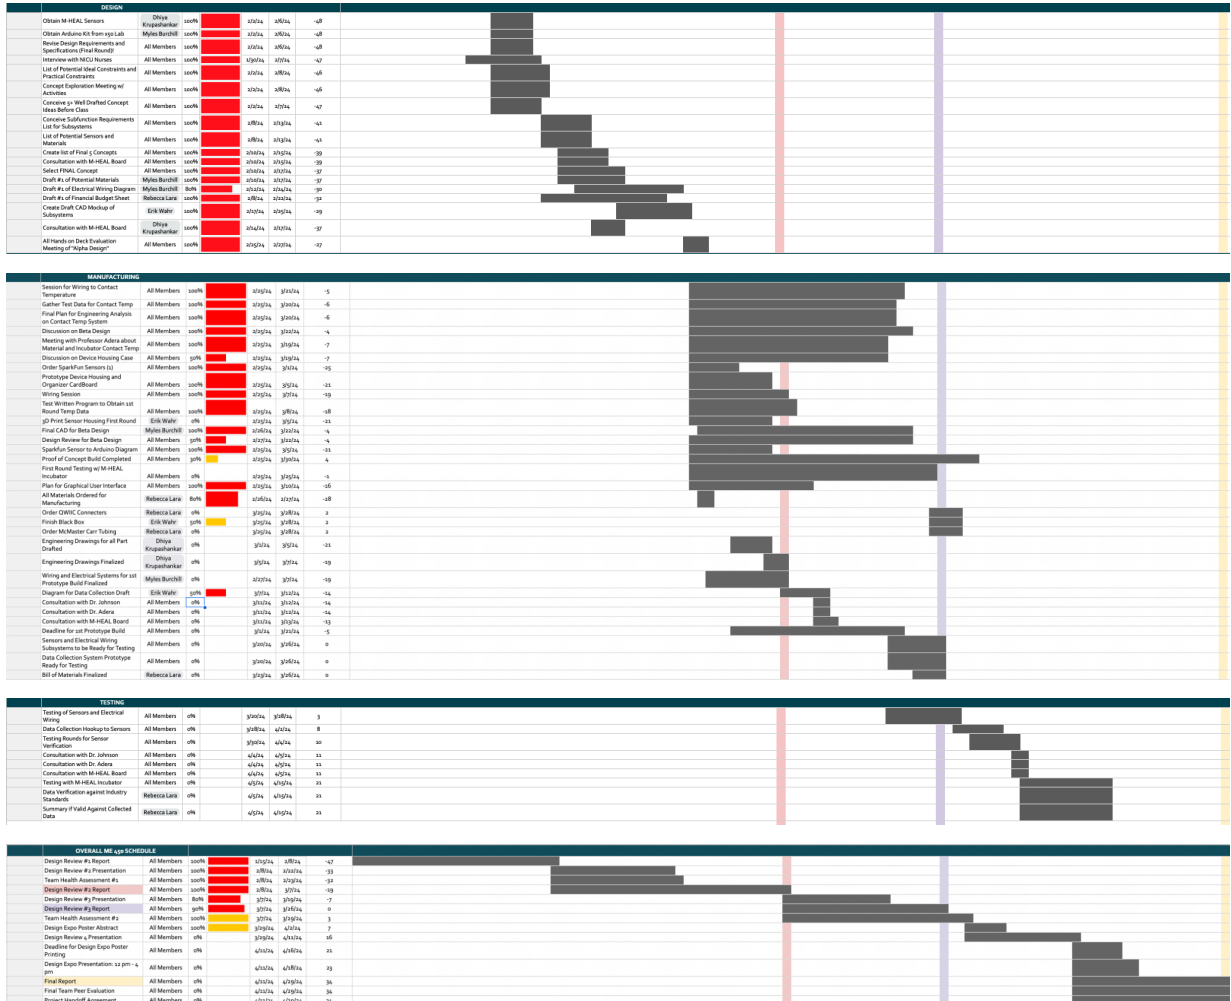 DESIGN
Obtain M-HEAL Sensors Dhiya Krupashankar 100% 2/2/24 2/6/24 -48
Obtain Arduino Kit from x50 Lab Myles Burchill 100% 2/2/24 2/6/24 -48
Revise Design Requirements and
Specifications (Final Round)! All Members 100% 2/2/24 2/6/24 -48
Interview with NICU Nurses All Members 100% 1/30/24 2/7/24 -47
List of Potential Ideal Constraints and
Practical Constraints All Members 100% 2/2/24 2/8/24 -46
Concept Exploration Meeting w/
Activities All Members 100% 2/2/24 2/8/24 -46
Conceive 5+ Well Drafted Concept
Ideas Before Class All Members 100% 2/2/24 2/7/24 -47
Conceive Subfunction Requirements
List for Subsystems All Members 100% 2/8/24 2/13/24 -41
List of Potential Sensors and
Materials All Members 100% 2/8/24 2/13/24 -41
Create list of Final 5 Concepts All Members 100% 2/10/24 2/15/24 -39
Consultation with M-HEAL Board All Members 100% 2/10/24 2/15/24 -39
Select FINAL Concept All Members 100% 2/10/24 2/17/24 -37
Draft #1 of Potential Materials Myles Burchill 100% 2/10/24 2/17/24 -37
Draft #1 of Electrical Wiring Diagram Myles Burchill 80% 2/12/24 2/24/24 -30
Draft #1 of Financial Budget Sheet Rebecca Lara 100% 2/8/24 2/22/24 -32
Create Draft CAD Mockup of
Subsystems Erik Wahr 100% 2/17/24 2/25/24 -29
Consultation with M-HEAL Board Dhiya Krupashankar 100% 2/14/24 2/17/24 -37
All Hands on Deck Evaluation
Meeting of "Alpha Design" All Members 100% 2/25/24 2/27/24 -27
MANUFACTURING
Session for Wiring to Contact
Temperature All Members 100% 2/25/24 3/21/24 -5
Gather Test Data for Contact Temp All Members 100% 2/25/24 3/20/24 -6
Final Plan for Engineering Analysis
on Contact Temp System All Members 100% 2/25/24 3/20/24 -6
Discussion on Beta Design All Members 100% 2/25/24 3/22/24 -4
Meeting with Professor Adera about
Material and Incubator Contact Temp All Members 100% 2/25/24 3/19/24 -7
Discussion on Device Housing Case All Members 50% 2/25/24 3/19/24 -7
Order SparkFun Sensors (1) All Members 100% 2/25/24 3/1/24 -25
Prototype Device Housing and
Organizer CardBoard All Members 100% 2/25/24 3/5/24 -21
Wiring Session All Members 100% 2/25/24 3/7/24 -19
Test Written Program to Obtain 1st
Round Temp Data All Members 100% 2/25/24 3/8/24 -18
3D Print Sensor Housing First Round Erik Wahr 0% 2/25/24 3/5/24 -21
Final CAD for Beta Design Myles Burchill 100% 2/26/24 3/22/24 -4
Design Review for Beta Design All Members 50% 2/27/24 3/22/24 -4
Sparkfun Sensor to Arduino Diagram All Members 100% 2/25/24 3/5/24 -21
Proof of Concept Build Completed All Members 30% 2/25/24 3/30/24 4
First Round Testing w/ M-HEAL
Incubator All Members 0% 2/25/24 3/25/24 -1
Plan for Graphical User Interface All Members 100% 2/25/24 3/10/24 -16
All Materials Ordered for
Manufacturing Rebecca Lara 80% 2/26/24 2/27/24 -28
Order QWIIC Connecters Rebecca Lara 0% 3/25/24 3/28/24 2
Finish Black Box Erik Wahr 50% 3/25/24 3/28/24 2
Order McMaster Carr Tubing Rebecca Lara 0% 3/25/24 3/28/24 2
Engineering Drawings for all Part
Drafted Dhiya Krupashankar 0% 3/1/24 3/5/24 -21
Engineering Drawings Finalized Dhiya Krupashankar 0% 3/5/24 3/7/24 -19
Wiring and Electrical Systems for 1st
Prototype Build Finalized Myles Burchill 0% 2/27/24 3/7/24 -19
Diagram for Data Collection Draft Erik Wahr 50% 3/7/24 3/12/24 -14
Consultation with Dr. Johnson All Members 0% 3/11/24 3/12/24 -14
Consultation with Dr. Adera All Members 0% 3/11/24 3/12/24 -14
Consultation with M-HEAL Board All Members 0% 3/11/24 3/13/24 -13
Deadline for 1st Prototype Build All Members 0% 3/1/24 3/21/24 -5
Sensors and Electrical Wiring
Subsystems to be Ready for Testing All Members 0% 3/20/24 3/26/24 0
Data Collection System Prototype
Ready for Testing All Members 0% 3/20/24 3/26/24 0
Bill of Materials Finalized Rebecca Lara 0% 3/23/24 3/26/24 0
TESTING
Testing of Sensors and Electrical
Wiring All Members 0% 3/20/24 3/28/24 3
Data Collection Hookup to Sensors All Members 0% 3/28/24 4/2/24 8
Testing Rounds for Sensor
Verification All Members 0% 3/30/24 4/4/24 10
Consultation with Dr. Johnson All Members 0% 4/4/24 4/5/24 11
Consultation with Dr. Adera All Members 0% 4/4/24 4/5/24 11
Consultation with M-HEAL Board All Members 0% 4/4/24 4/5/24 11
Testing with M-HEAL Incubator All Members 0% 4/5/24 4/15/24 21
Data Verification against Industry
Standards Rebecca Lara 0% 4/5/24 4/15/24 21
Summary if Valid Against Collected
Data Rebecca Lara 0% 4/5/24 4/15/24 21
OVERALL ME 450 SCHEDULE
Design Review #1 Report All Members 100% 1/15/24 2/8/24 -47
Design Review #2 Presentation All Members 100% 2/8/24 2/22/24 -33
Team Health Assessment #1 All Members 100% 2/8/24 2/23/24 -32
Design Review #2 Report All Members 100% 2/8/24 3/7/24 -19
Design Review #3 Presentation All Members 80% 3/7/24 3/19/24 -7
Design Review #3 Report All Members 90% 3/7/24 3/26/24 0
Team Health Assessment #2 All Members 100% 3/7/24 3/29/24 3
Design Expo Poster Abstract All Members 100% 3/29/24 4/2/24 7
Design Review 4 Presentation All Members 0% 3/29/24 4/11/24 16
Deadline for Design Expo Poster
Printing All Members 0% 4/11/24 4/16/24 21
Design Expo Presentation: 12 pm - 4
pm All Members 0% 4/11/24 4/18/24 23
Final Report All Members 0% 4/11/24 4/29/24 34
Final Team Peer Evaluation All Members 0% 4/11/24 4/29/24 34
Project Handoff Agreement All Members 0% 4/11/24 4/29/24 34